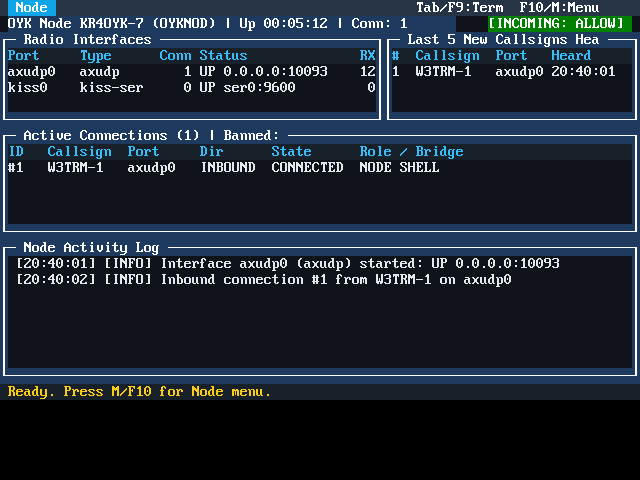 Node Tab/F9:Term F10/M:Menu
OYK Node KR4OYK-7 (OYKNOD) | Up 00:05:12 | Conn: 1 [INCOMING: ALLOW]
Radio Interfaces
Port Type Conn Status RX
axudp0 axudp 1 UP 0.0.0.0:10093 12
kiss0 kiss-ser 0 UP ser0:9600 0
Last 5 New Callsigns Hea
# Callsign Port Heard
1 W3TRM-1 axudp0 20:40:01
Active Connections (1) | Banned:
ID Callsign Port Dir State Role / Bridge
#1 W3TRM-1 axudp0 INBOUND CONNECTED NODE SHELL
Node Activity Log
[20:40:01] [INFO] Interface axudp0 (axudp) started: UP 0.0.0.0:10093
[20:40:02] [INFO] Inbound connection #1 from W3TRM-1 on axudp0
Ready. Press M/F10 for Node menu.